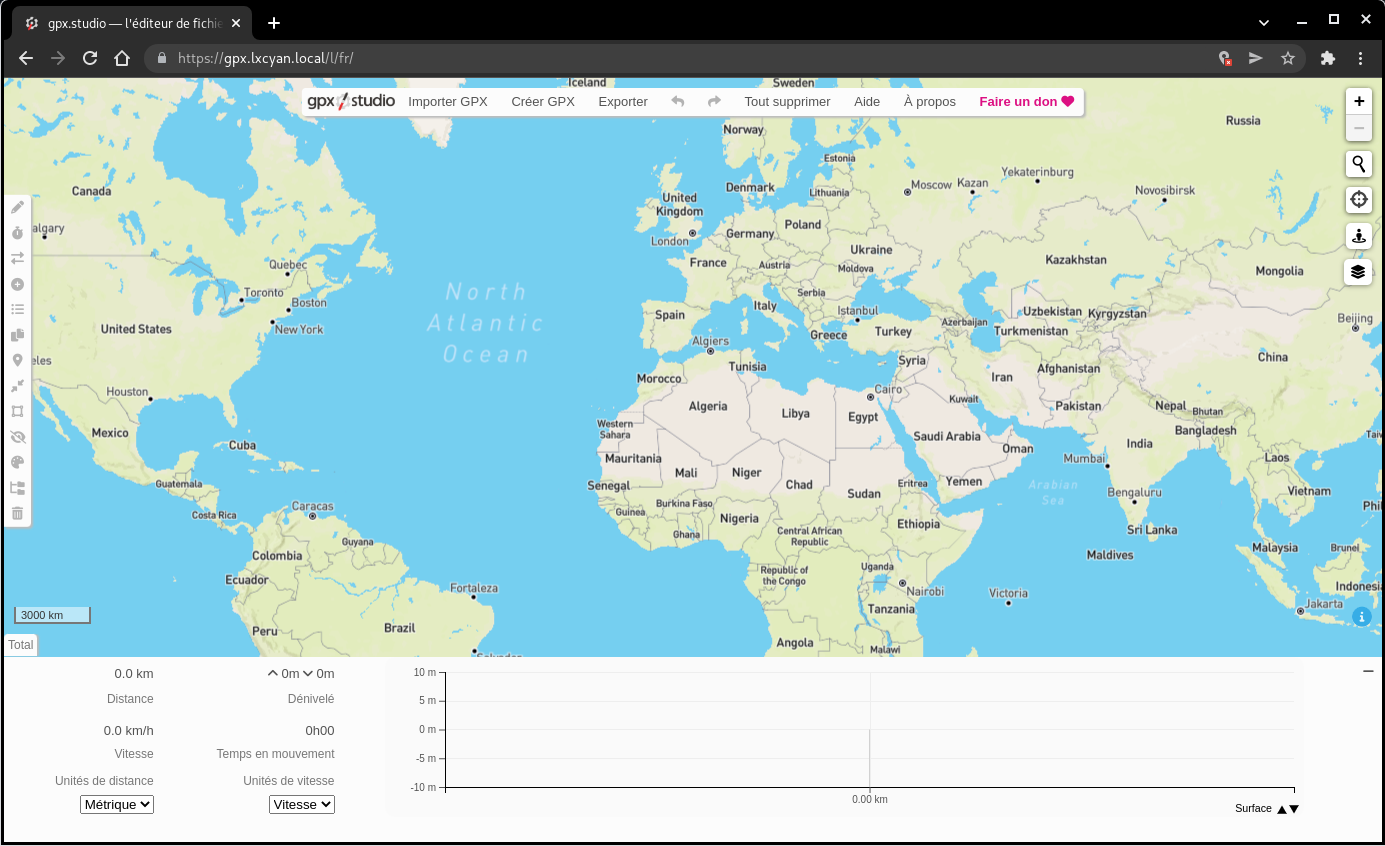 gpx.studio — l'éditeur de fichie
https://gpx.lxcyan.local/l/fr/
gpx studio Importer GPX Créer GPX Exporter Tout supprimer Aide À propos Faire un don
+
−
Iceland
Sweden
Norway
Russia
Estonia
Canada
Denmark
Lithuania
Moscow
Kazan
Yekaterinburg
Novosibirsk
United
Kingdom
London
Poland
Germany
algary
Ukraine
Quebec
France
Austria
Moldova
Kazakhstan
Mongolia
Toronto
Boston
North
Atlantic
Ocean
Serbia
Italy
Spain
Istanbul
Uzbekistan
Kyrgyzstan
Beijing
United States
New York
Greece
Turkey
Azerbaijan
Turkmenistan
Algiers
eles
Tunisia
Syria
China
Morocco
Iran
Afghanistan
Houston
Cairo
Kuwait
Algeria
Libya
Egypt
Pakistan
Nepal
Bhutan
Mexico
Western
Sahara
Saudi Arabia
Bangladesh
Taiw
Cuba
Oman
India
Mauritania
Mali
Niger
Mumbai
Laos
Guatemala
Senegal
Chad
Sudan
Eritrea
Yemen
Arabian
Sea
Bengaluru
Vietnam
Costa Rica
Caracas
Burkina Faso
Guinea
Nigeria
Phil
Ghana
Central African
Republic
Ethiopia
Sri Lanka
Guyana
Colombia
Maldives
Malaysia
Brunei
Ecuador
Republic of
the Congo
Uganda
Nairobi
Indonesi
Fortaleza
Victoria
Tanzania
Jakarta
3000 km
Peru
Brazil
Angola
Malawi
Salvador
i
Total
0.0 km
0m 0m
Distance
Dénivelé
0.0 km/h
0h00
Vitesse
Temps en mouvement
Unités de distance
Unités de vitesse
Métrique
Vitesse
10 m
5 m
0 m
-5 m
-10 m
0.00 km
Surface